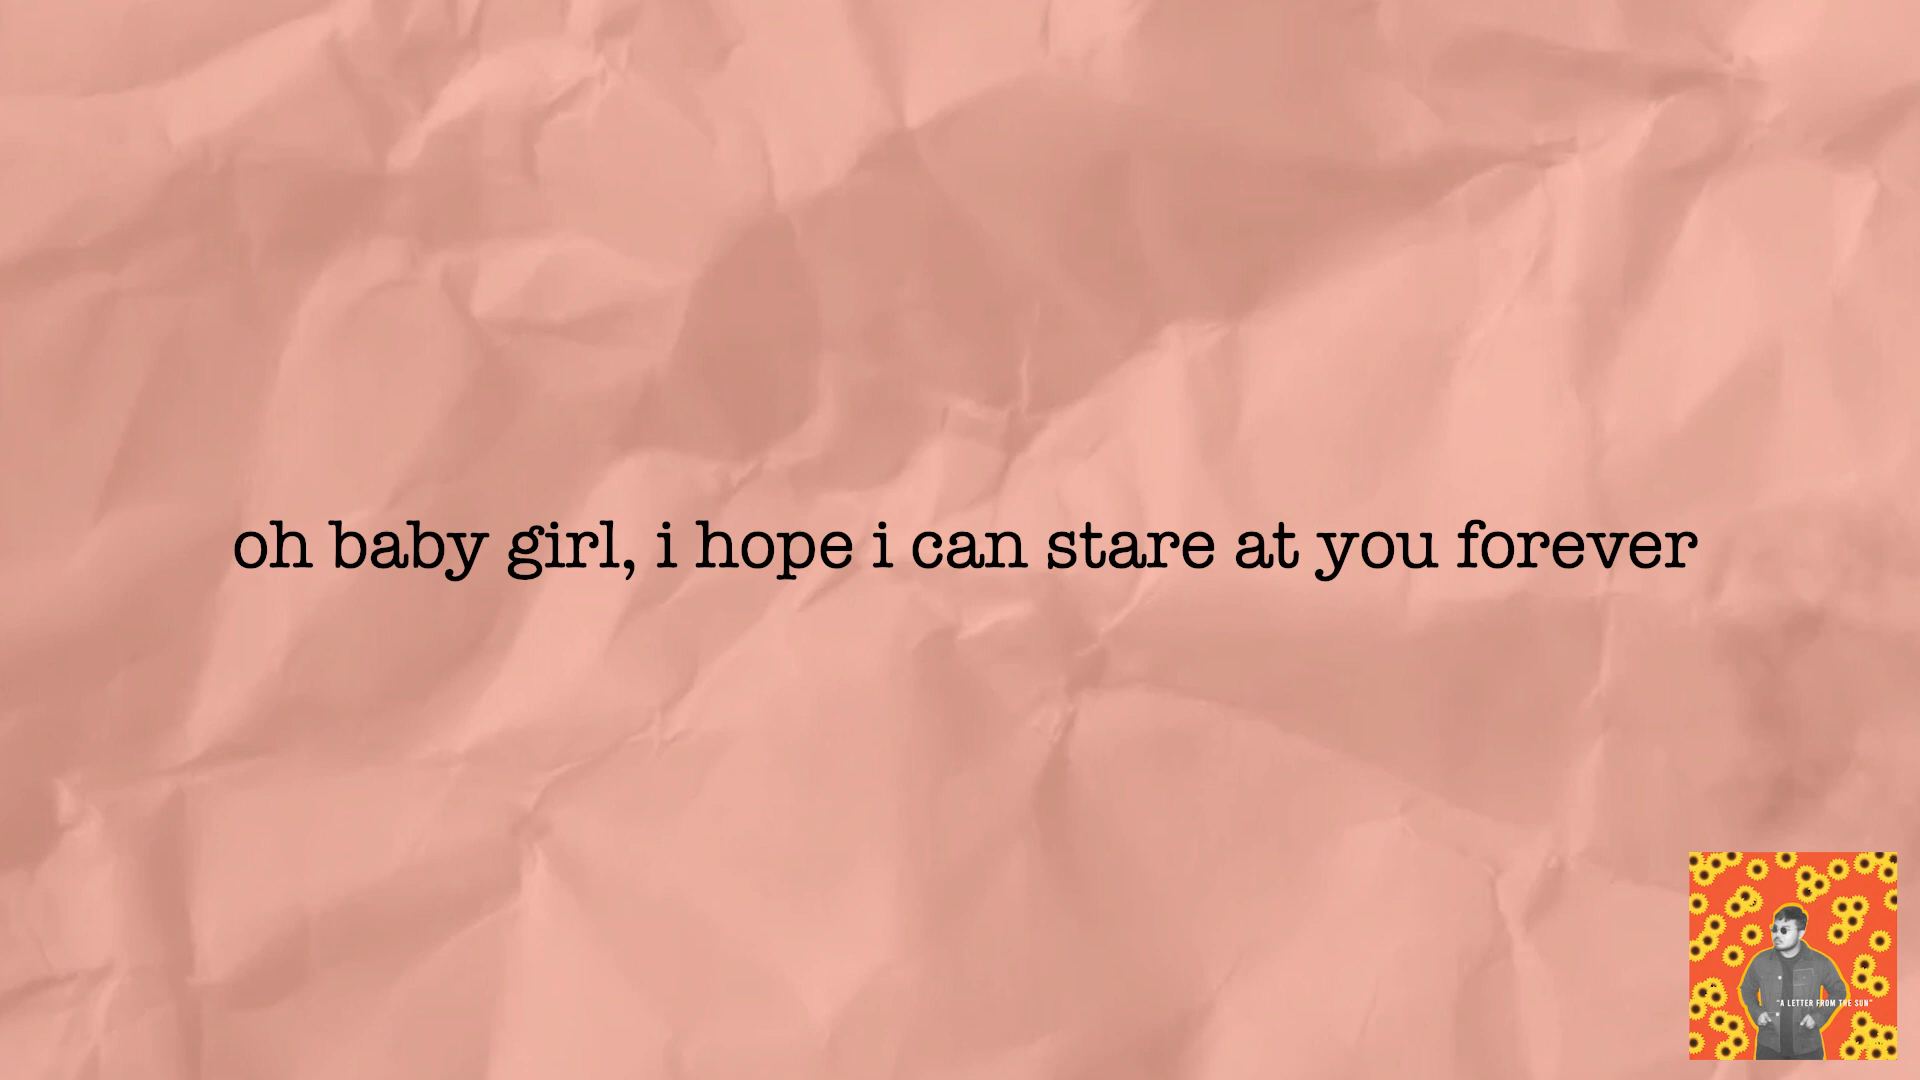 oh baby girl, i hope i can stare at you forever
"A LETTER FROM THE SUN"